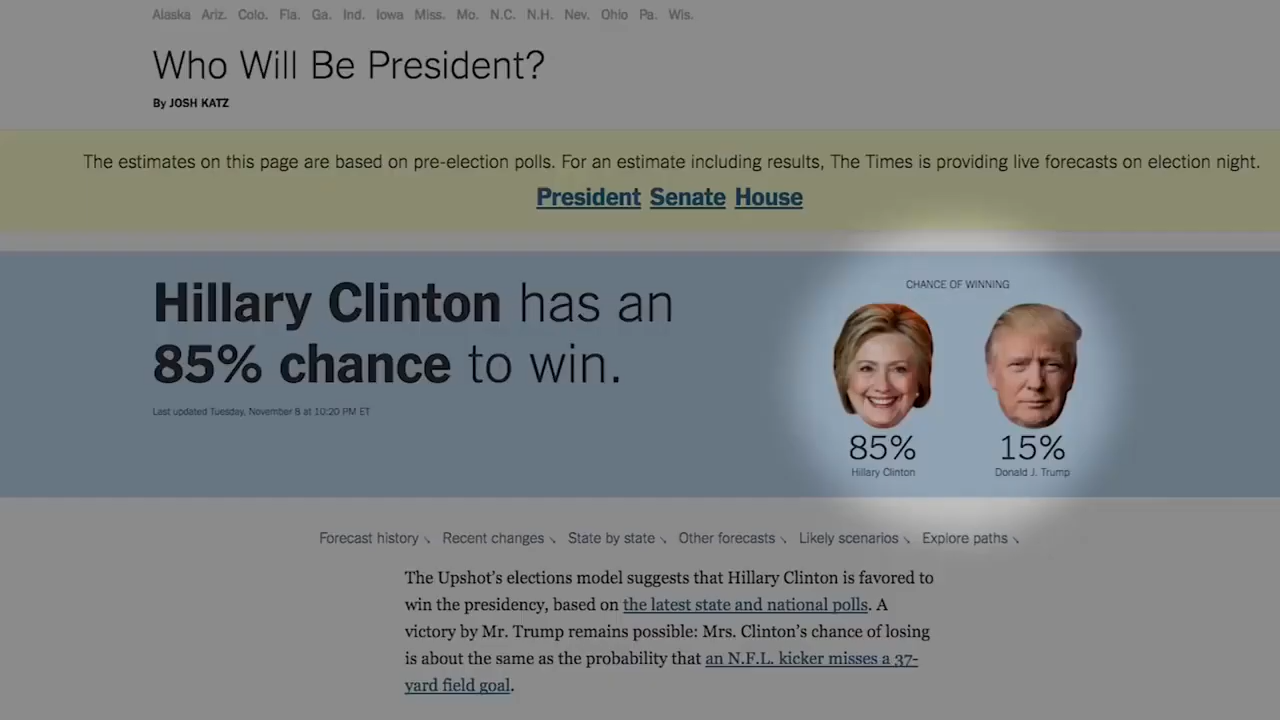 Alaska Ariz. Colo. Fla. Ga. Ind. Iowa Miss. Mo. N.C. N.H. Nev. Ohio Pa. Wis.
Who Will Be President?
By JOSH KATZ
The estimates on this page are based on pre-election polls. For an estimate including results, The Times is providing live forecasts on election night.
President Senate House
Hillary Clinton has an
85% chance to win.
Last updated Tuesday, November 8 at 10:20 PM ET
CHANCE OF WINNING
85% 15%
Hillary Clinton Donald J. Trump
Forecast history Recent changes State by state Other forecasts Likely scenarios Explore paths
The Upshot’s elections model suggests that Hillary Clinton is favored to
win the presidency, based on the latest state and national polls. A
victory by Mr. Trump remains possible: Mrs. Clinton’s chance of losing
is about the same as the probability that an N.F.L. kicker misses a 37-
yard field goal.